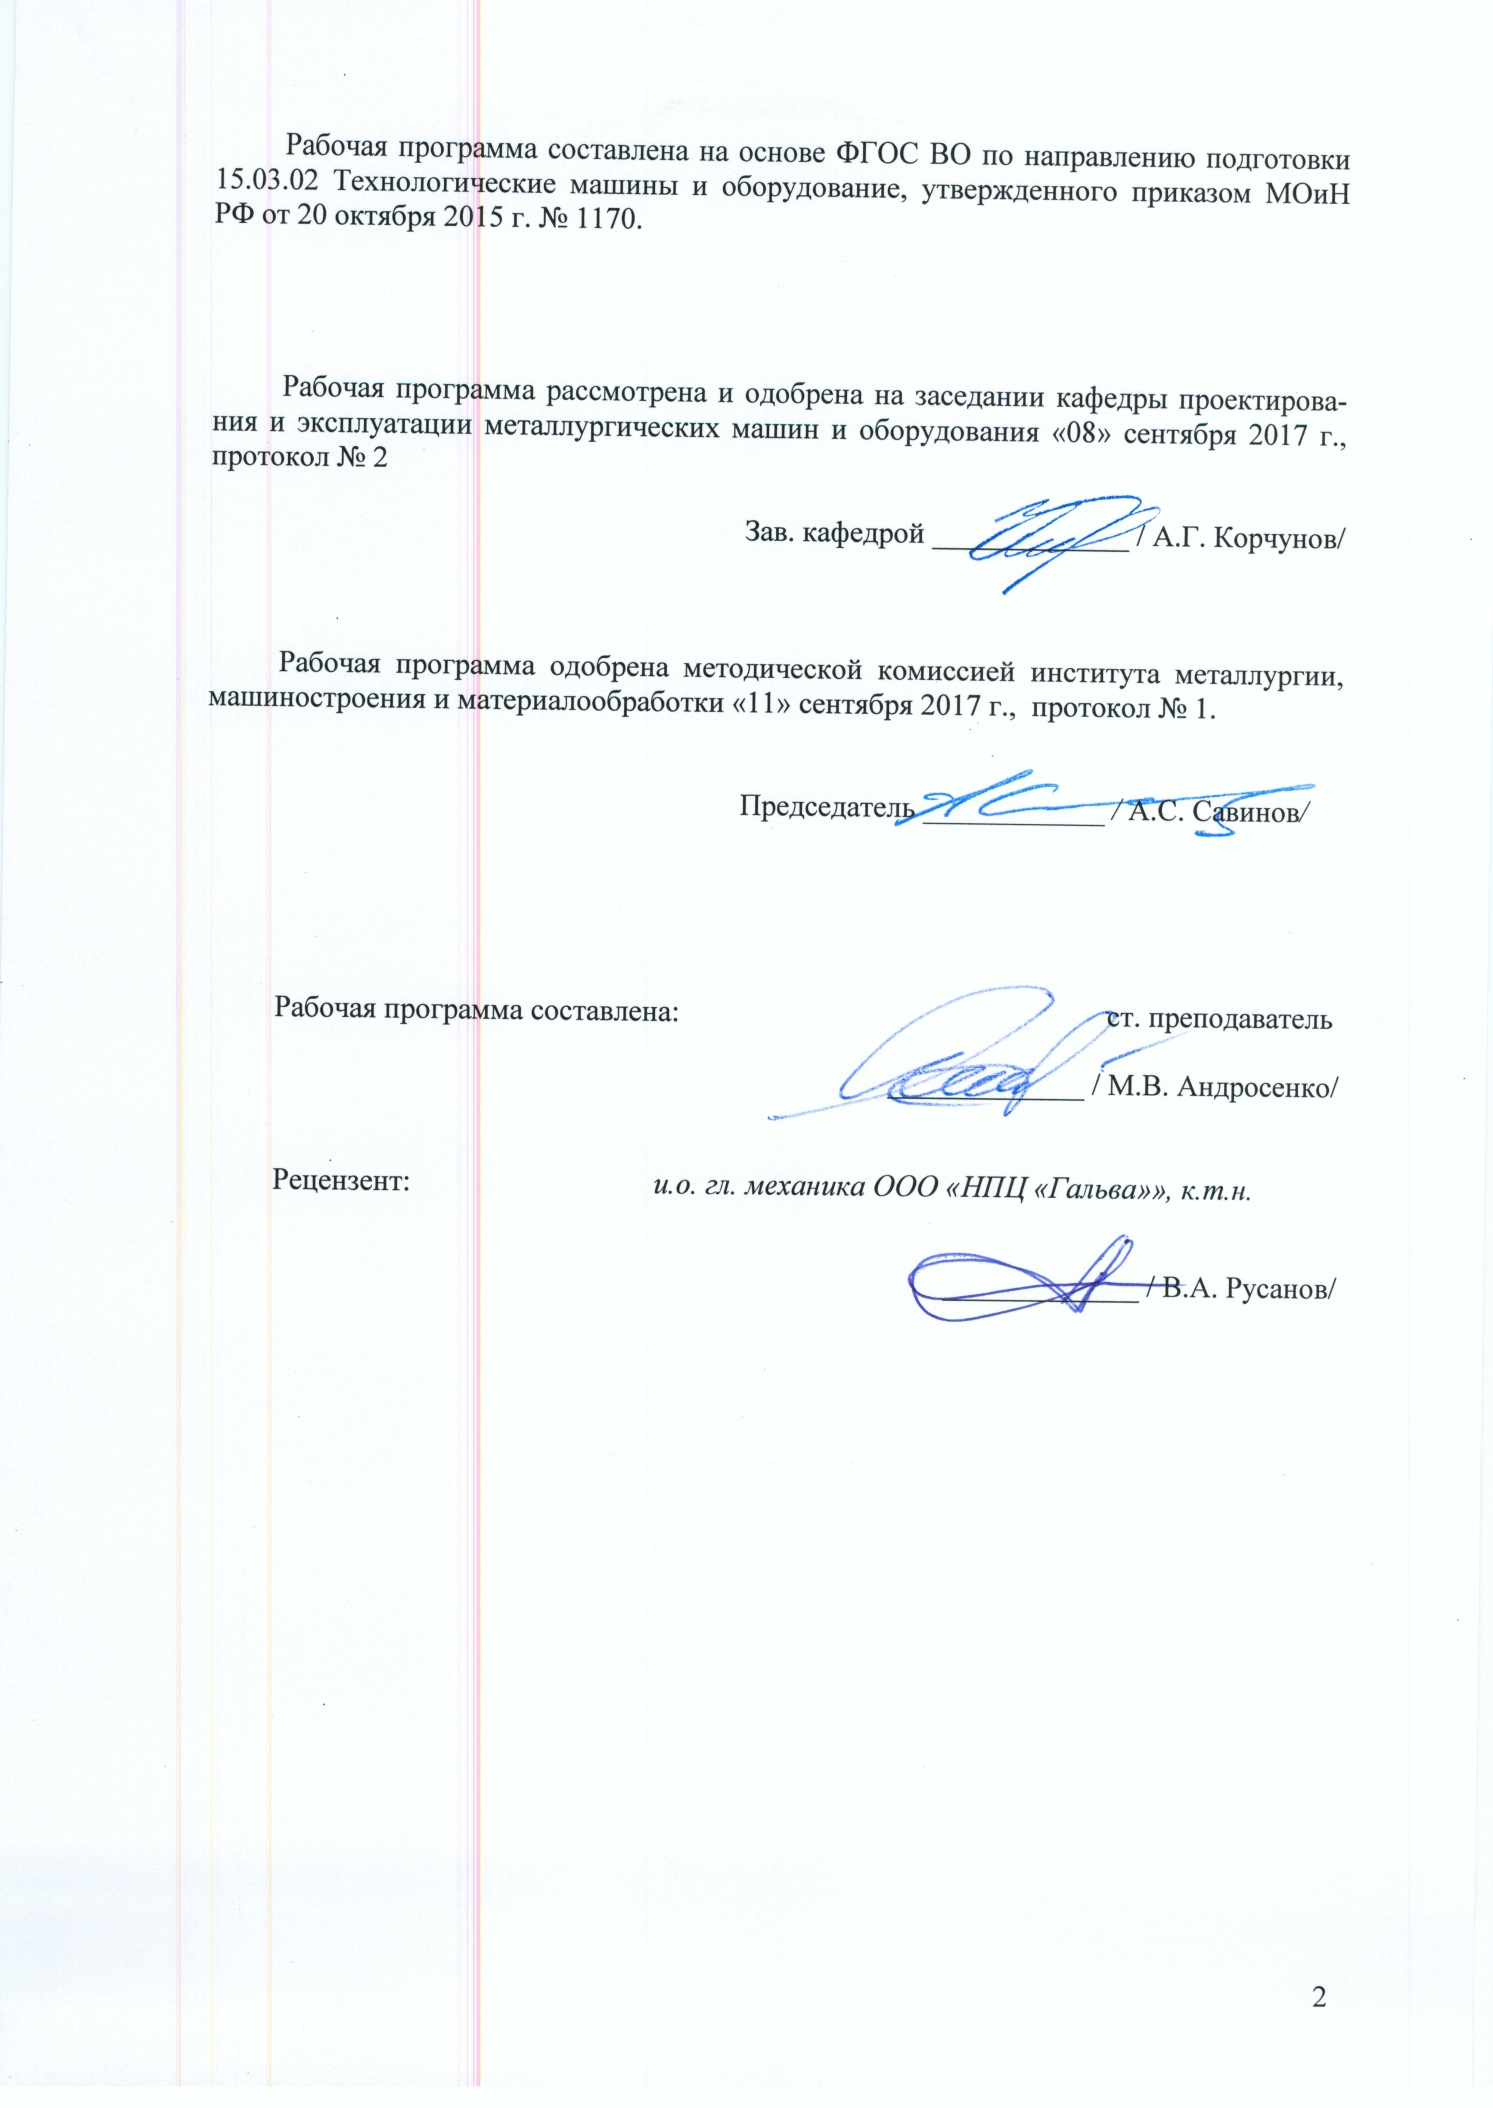 Рабочая программа составлена на основе ФГОС ВО по направлению подготовки
15.03.02 Технологические машины и оборудование, утвержденного приказом МОиН
РФ от 20 октября 2015 г. № 1170.
Рабочая программа рассмотрена и одобрена на заседании кафедры проектирова-
ния и эксплуатации металлургических машин и оборудования «08» сентября 2017 г.,
протокол № 2
Зав. кафедрой ______________ / А.Г. Корчунов/
Рабочая программа одобрена методической комиссией института металлургии,
машиностроения и материалообработки «11» сентября 2017 г., протокол № 1.
Председатель _____________ / А.С. Савинов/
Рабочая программа составлена: ст. преподаватель
______________ / М.В. Андросенко/
Рецензент: и.о. гл. механика ООО «НПЦ «Гальва»», к.т.н.
______________ / В.А. Русанов/
2